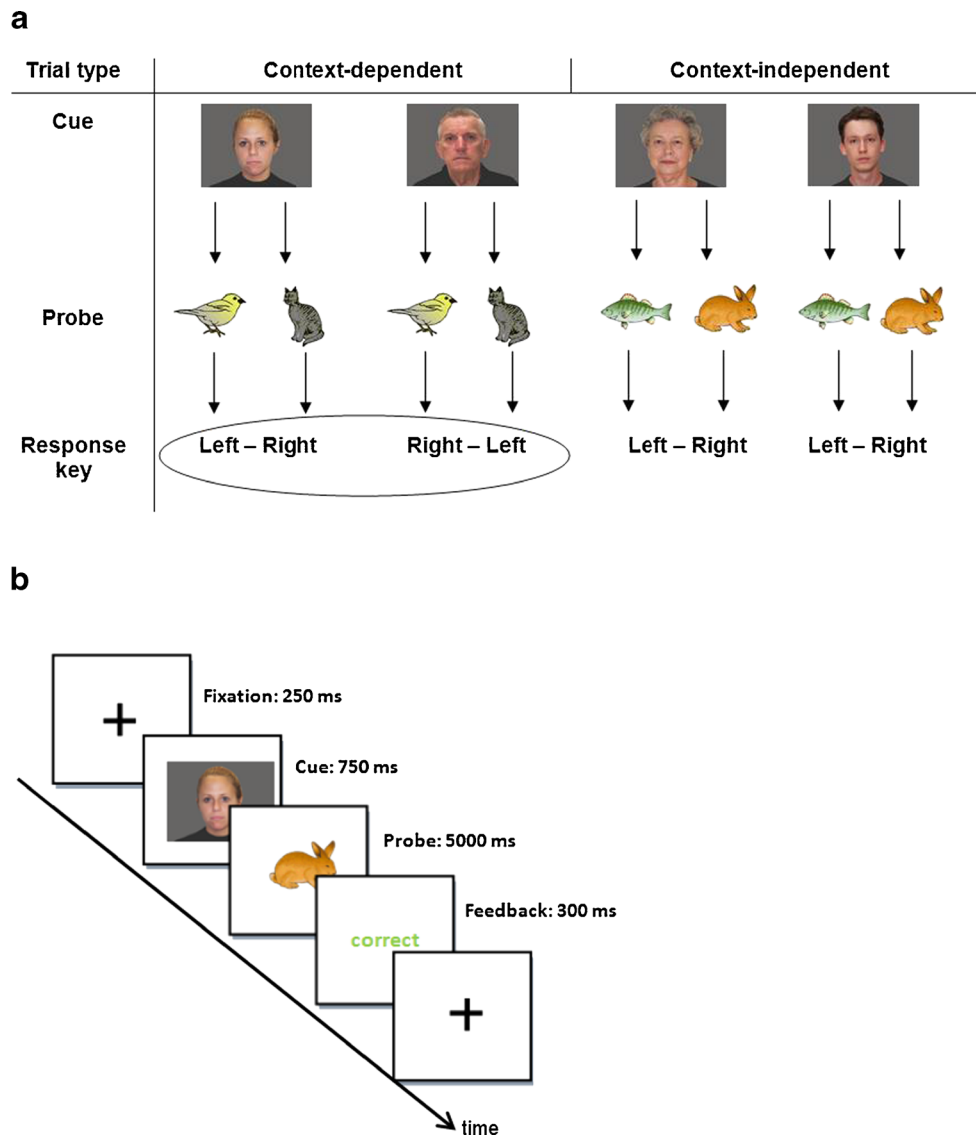 a
Trial type Context-dependent Context-independent
Cue
Probe
Response key Left – Right Right – Left Left – Right Left – Right
b
Fixation: 250 ms
Cue: 750 ms
Probe: 5000 ms
Feedback: 300 ms
correct
time